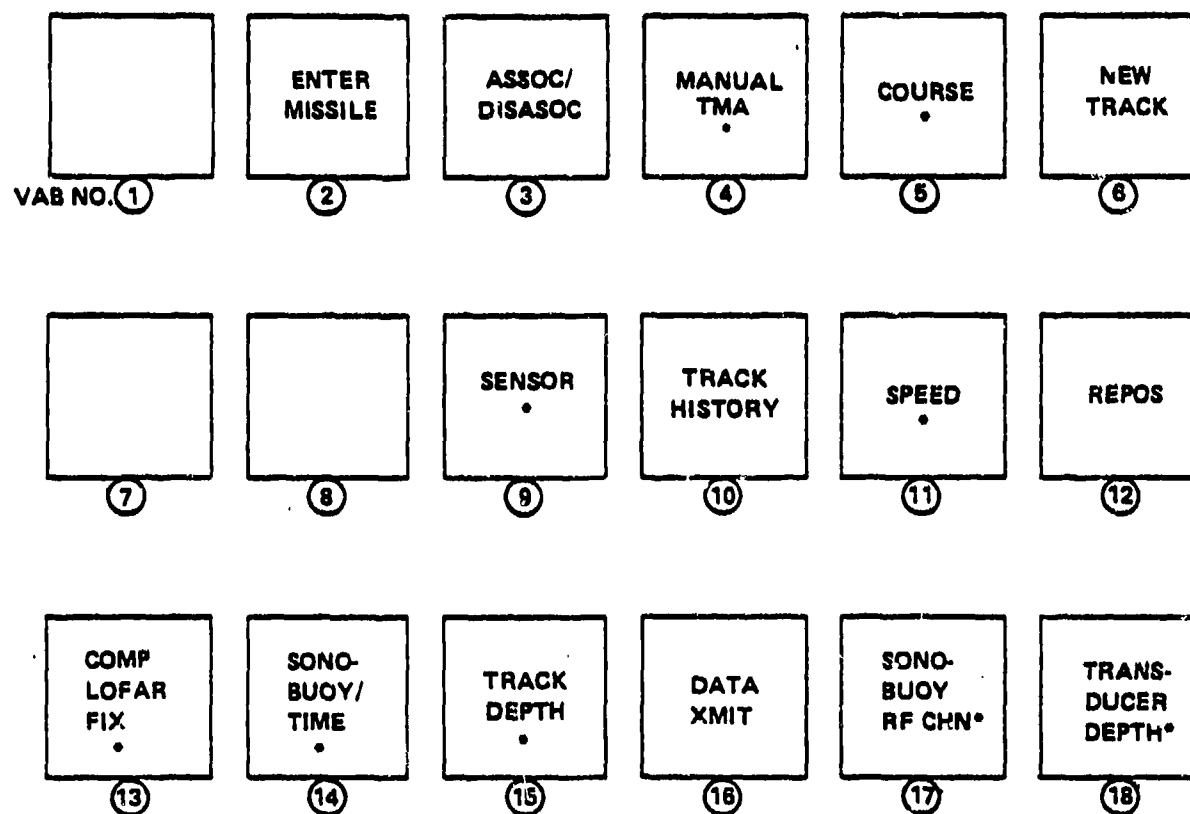 ENTER
MISSILE
ASSOC/
DISASOC
MANUAL
TMA
*
COURSE
*
NEW
TRACK
VAB NO. 1 2 3 4 5 6
SENSOR
*
TRACK
HISTORY
SPEED
*
REPOS
7 8 9 10 11 12
COMP
LOFAR
FIX
*
SONO-
BUOY/
TIME
*
TRACK
DEPTH
*
DATA
XMIT
SONO-
BUOY
RF CHN*
TRANS-
DUCER
DEPTH*
13 14 15 16 17 18